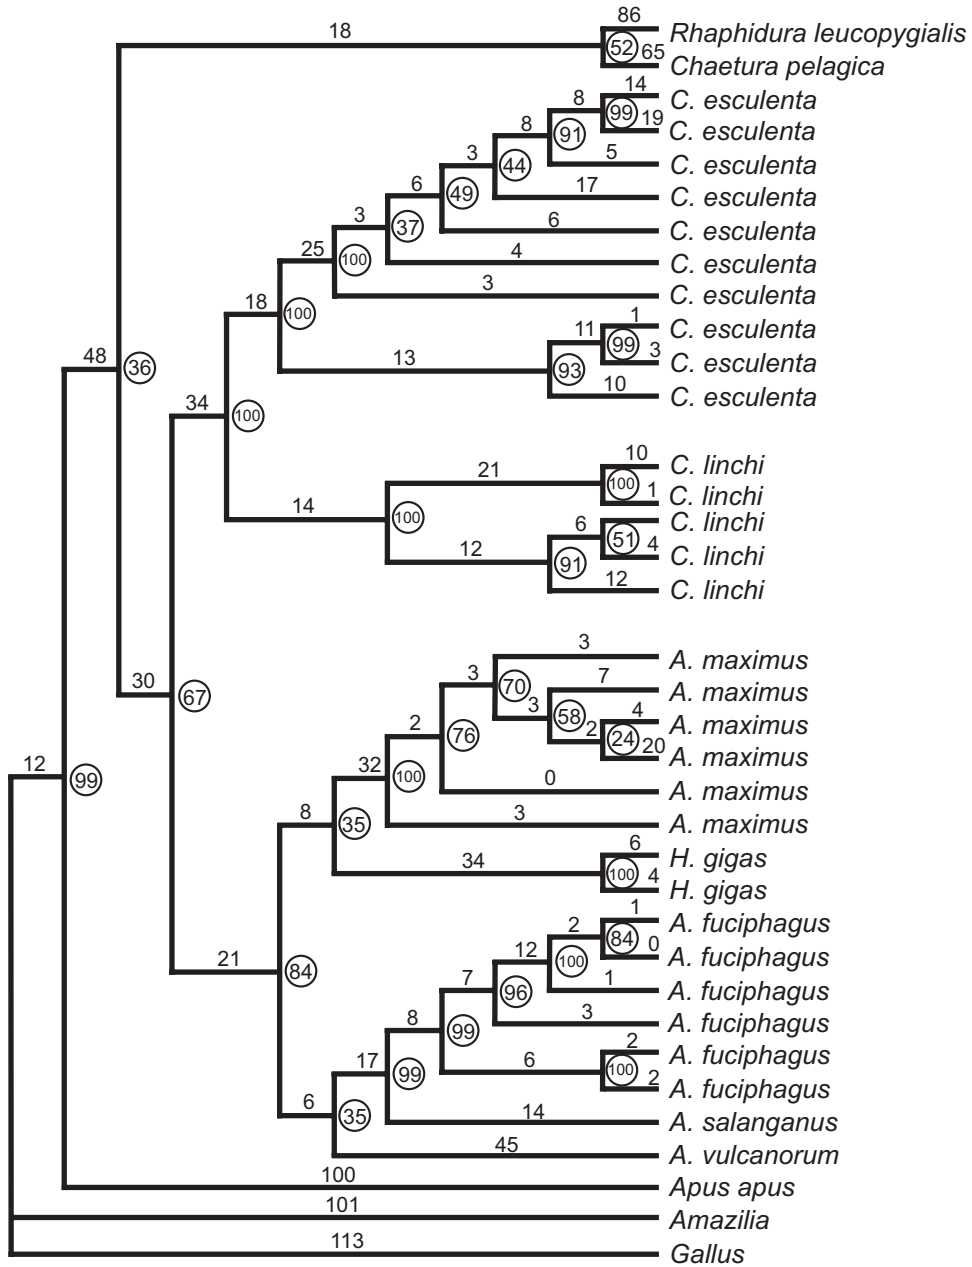 86
18
Rhaphidura leucopygialis
52 65
Chaetura pelagica
14
8
C. esculenta
99 19
8
91
C. esculenta
5
3
44
C. esculenta
17
6
49
C. esculenta
6
3
37
C. esculenta
4
25
100
C. esculenta
3
C. esculenta
18
100
1
11
C. esculenta
99 3
13
93
C. esculenta
48
36
10
C. esculenta
34
100
10
C. linchi
21
100 1
C. linchi
14
100
6
C. linchi
51 4
12
91
C. linchi
12
C. linchi
3
A. maximus
30
67
3
70
7
A. maximus
3
58
4
A. maximus
2
76
2
24 20
A. maximus
12
99
32
100
0
A. maximus
8
35
3
A. maximus
6
H. gigas
34
100 4
H. gigas
1
2
A. fuciphagus
84 0
12
100
A. fuciphagus
21
84
7
96
1
A. fuciphagus
8
99
3
A. fuciphagus
2
A. fuciphagus
17
99
6
100 2
A. fuciphagus
6
35
14
A. salanganus
45
A. vulcanorum
100
Apus apus
101
Amazilia
113
Gallus